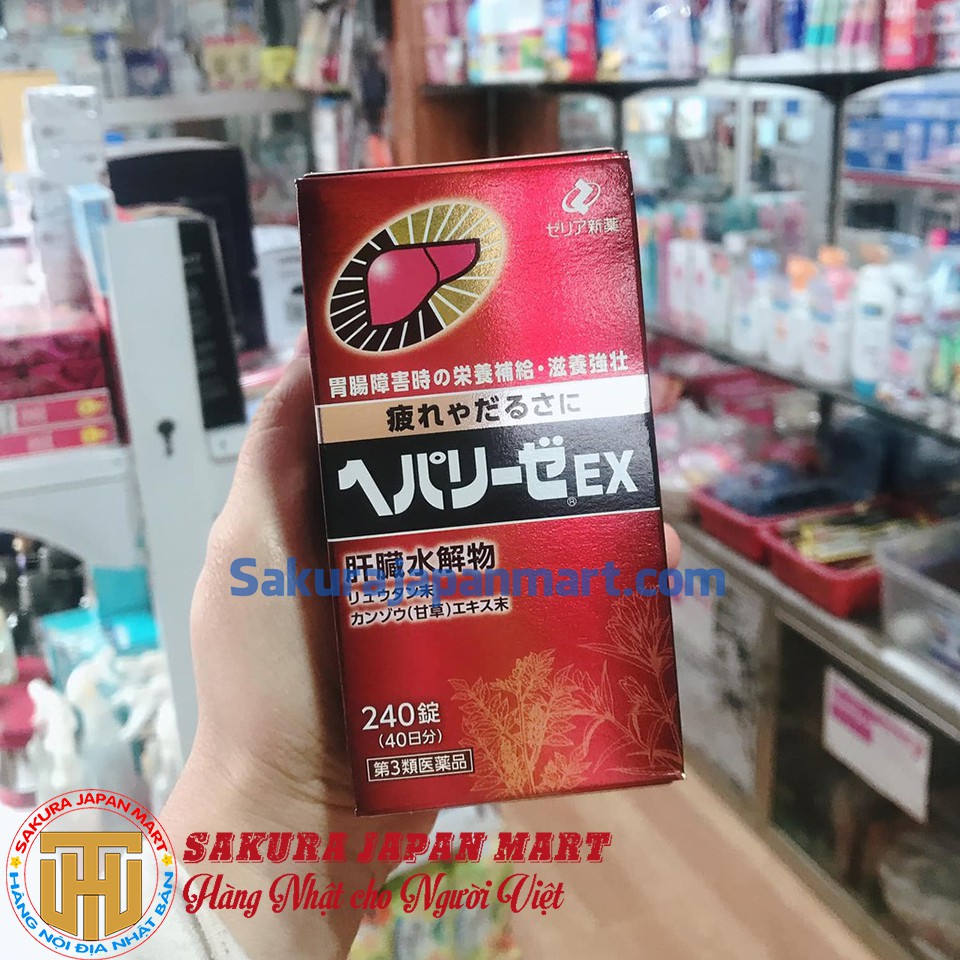 ゼリア新薬
胃腸障害時の栄養補給・滋養強壮
疲れやだるさに
ヘパリーゼ®EX
肝臓水解物
リュウタン末
カンゾウ(甘草)エキス末
SakuraJapanmart.com
240錠
(40日分)
第3類医薬品
SAKURA JAPAN MART
HÀNG NỘI ĐỊA NHẬT BẢN
SAKURA JAPAN MART
Hàng Nhật cho Người Việt